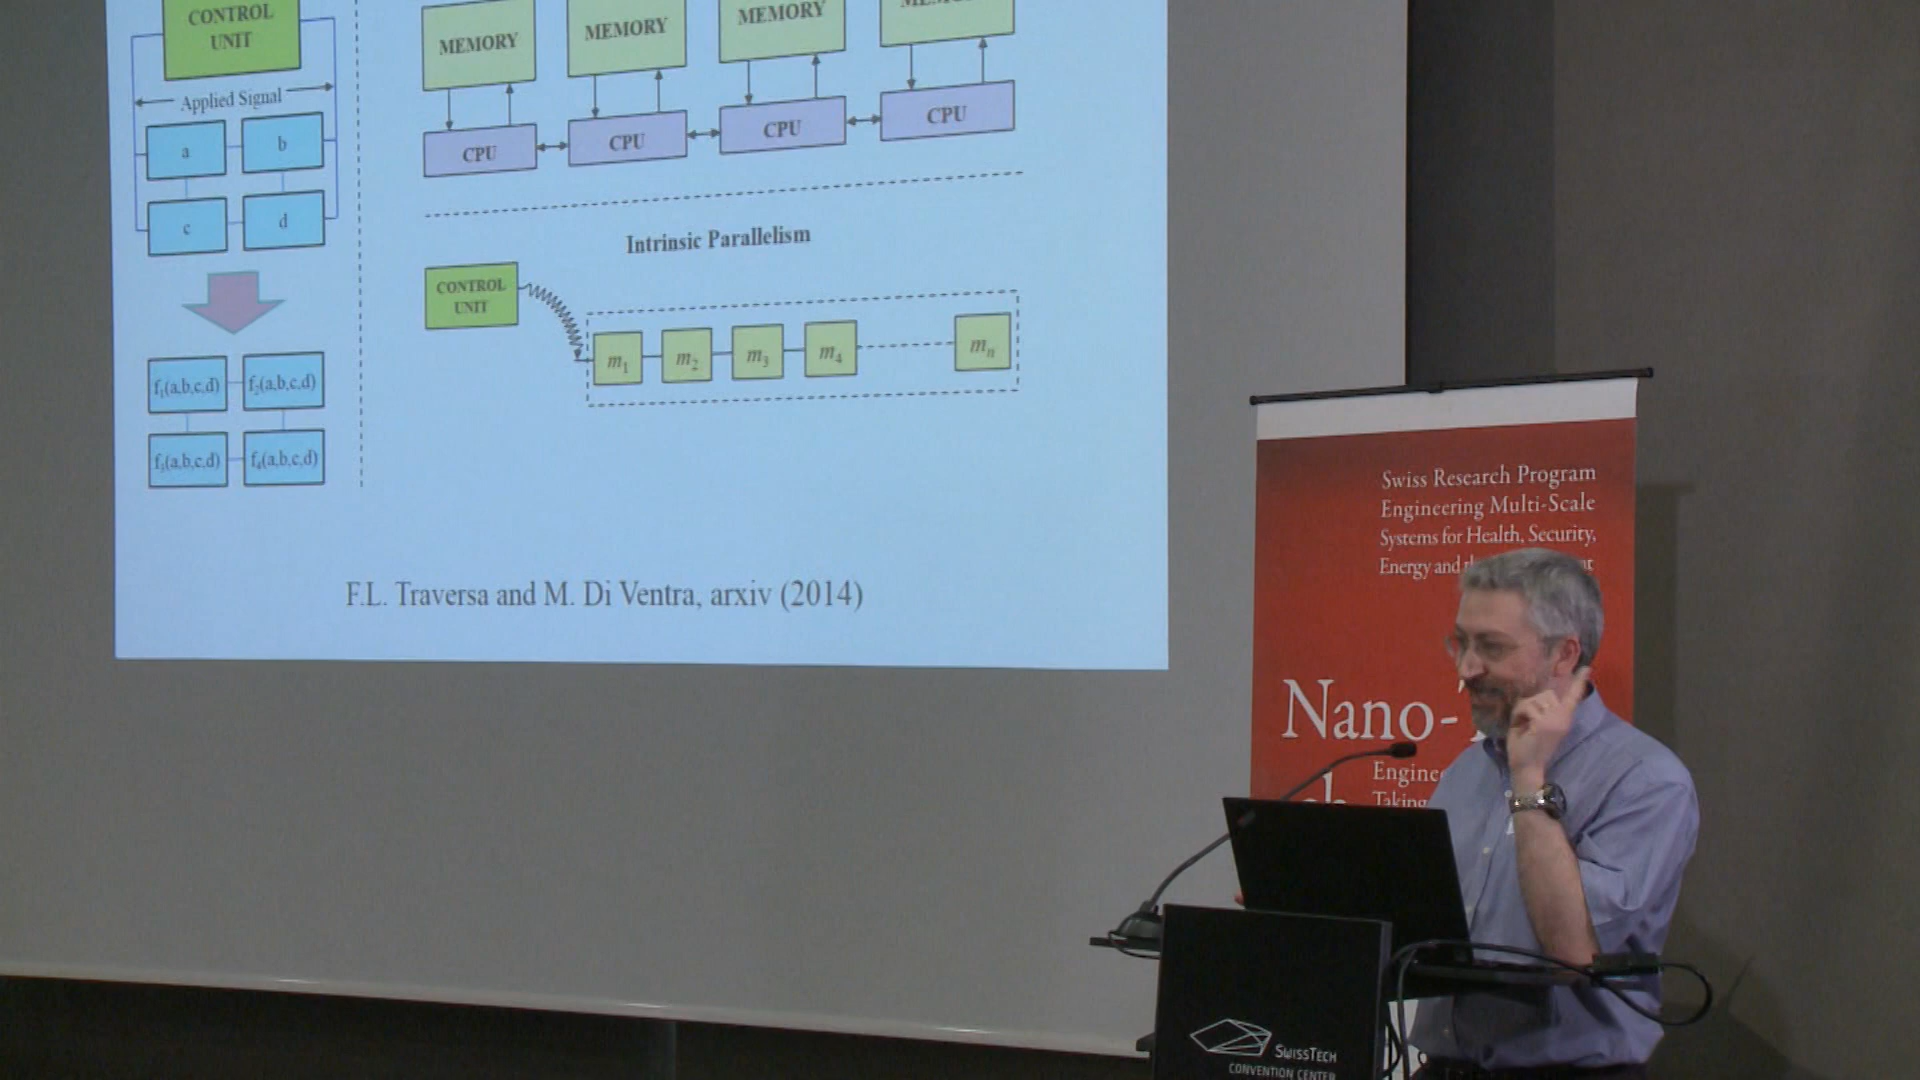 CONTROL
UNIT
Applied Signal
a
b
c
d
f1(a,b,c,d)
f2(a,b,c,d)
f3(a,b,c,d)
f4(a,b,c,d)
MEMORY
MEMORY
MEMORY
CPU
CPU
CPU
CPU
Intrinsic Parallelism
CONTROL
UNIT
m1
m2
m3
m4
mn
F.L. Traversa and M. Di Ventra, arxiv (2014)
Swiss Research Program
Engineering Multi-Scale
Systems for Health, Security,
Energy and
Nano-
Taking
SWISSTECH
CONVENTION CENTER